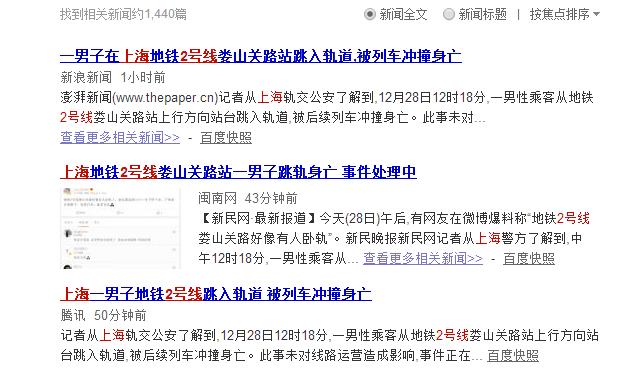 找到相关新闻约1,440篇
新闻全文 新闻标题 | 按焦点排序
一男子在上海地铁2号线娄山关路站跳入轨道,被列车冲撞身亡
新浪新闻 1小时前
澎湃新闻(www.thepaper.cn)记者从上海轨交公安了解到,12月28日12时18分,一男性乘客从地铁
2号线娄山关路站上行方向站台跳入轨道,被后续列车冲撞身亡。此事未对...
查看更多相关新闻>> - 百度快照
上海地铁2号线娄山关路站一男子跳轨身亡 事件处理中
闽南网 43分钟前
【新民网·最新报道】今天(28日)午后,有网友在微博爆料称“地铁2号线
娄山关路好像有人卧轨”。新民晚报新民网记者从上海警方了解到,中
午12时18分,一男性乘客从... 查看更多相关新闻>> - 百度快照
上海一男子地铁2号线跳入轨道 被列车冲撞身亡
腾讯 50分钟前
记者从上海轨交公安了解到,12月28日12时18分,一男性乘客从地铁2号线娄山关路站上行方向站
台跳入轨道,被后续列车冲撞身亡。此事未对线路运营造成影响,事件正在... 百度快照